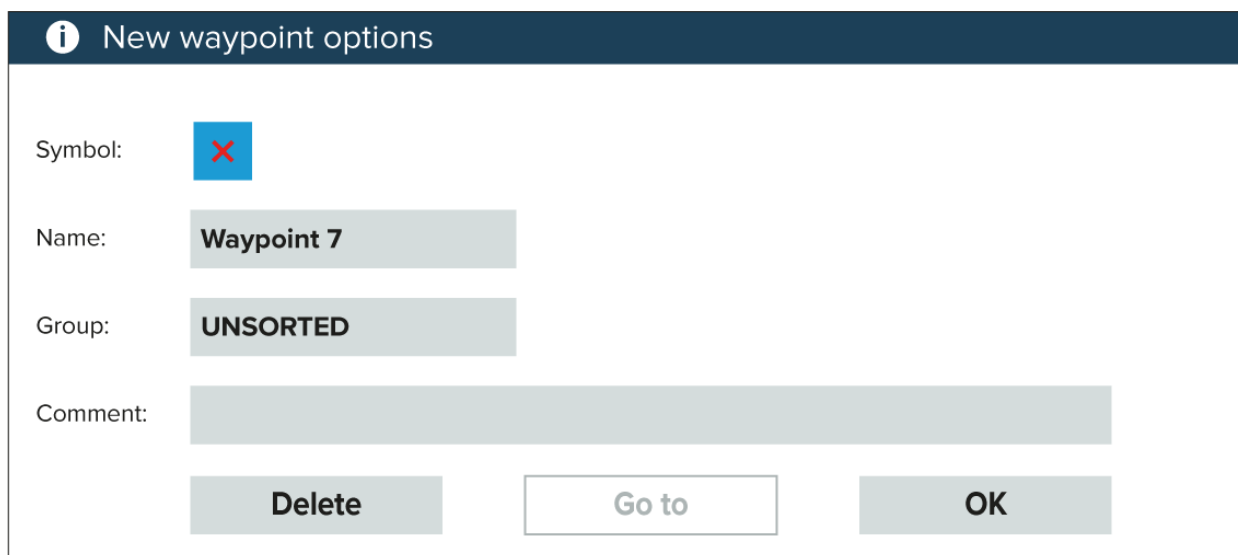 New waypoint options
Symbol:
Name: Waypoint 7
Group: UNSORTED
Comment:
Delete Go to OK